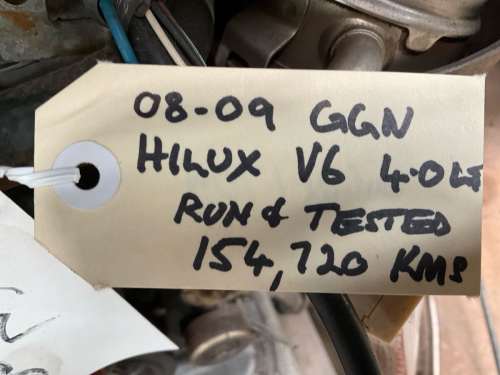 08-09 GGN
HILUX V6 4.0LT
RUN & TESTED
154,720 KMS